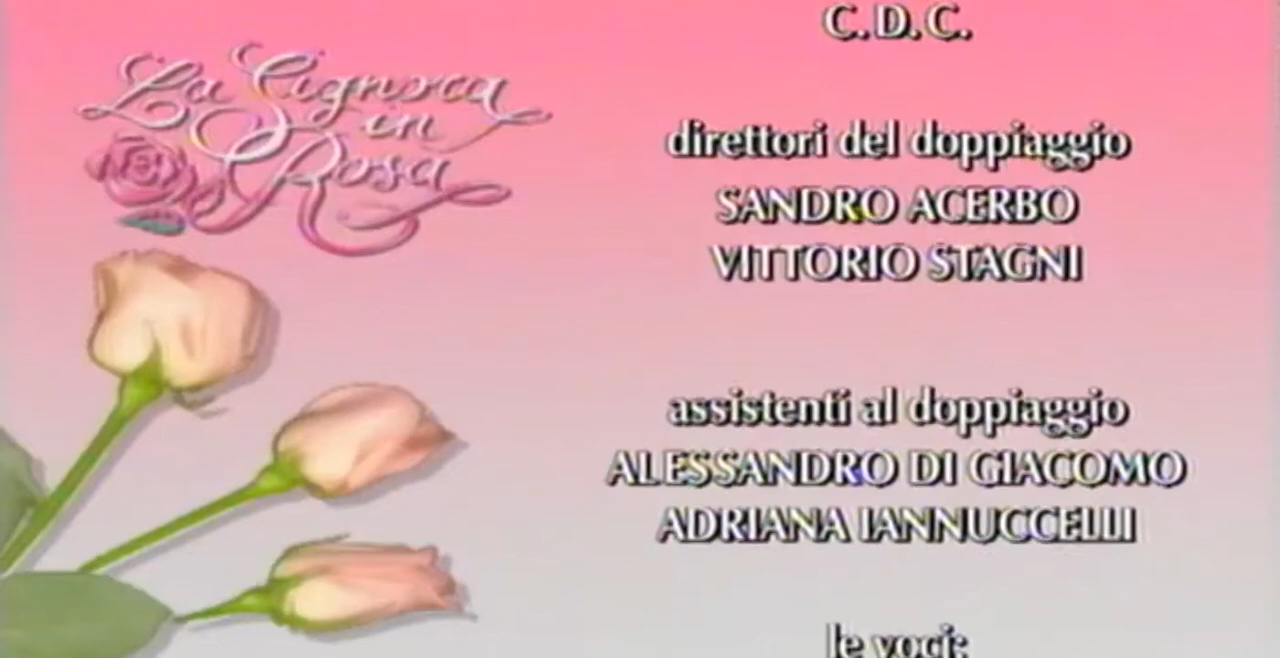 La Signora
in
Rosa
C.D.C.
direttori del doppiaggio
SANDRO ACERBO
VITTORIO STAGNI
assistenti al doppiaggio
ALESSANDRO DI GIACOMO
ADRIANA IANNUCCELLI
le voci: